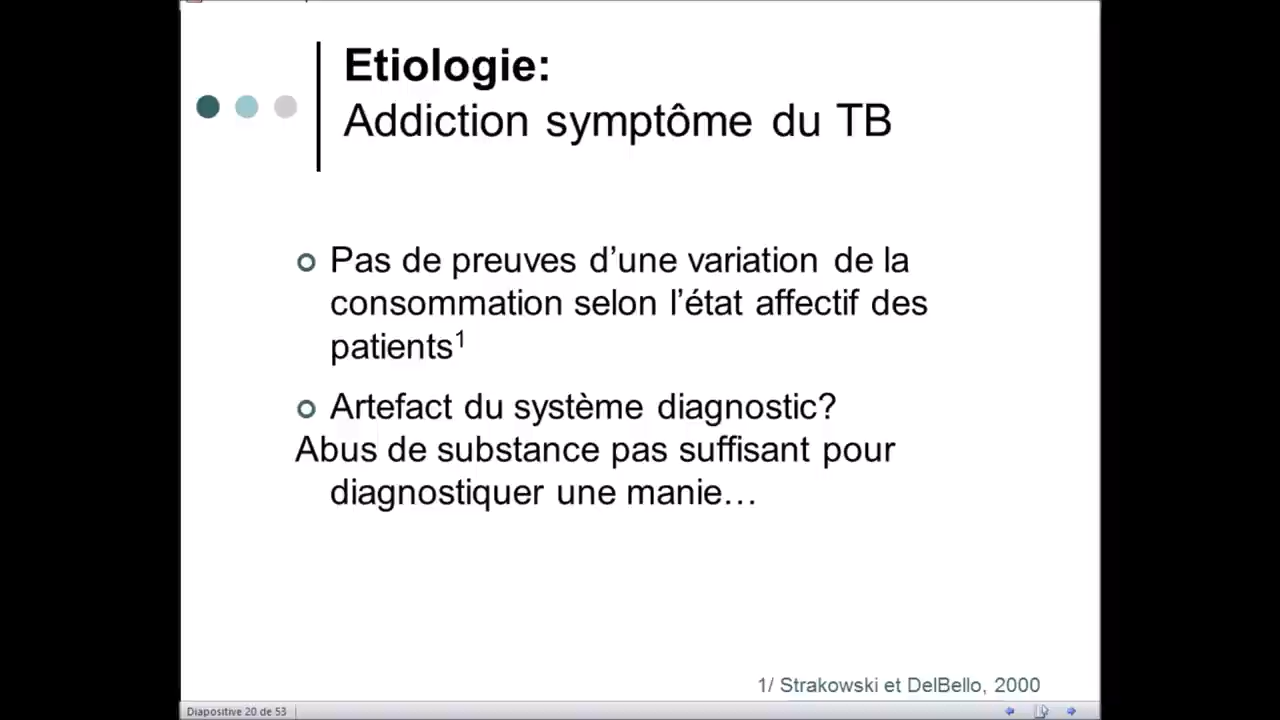 Etiologie:
Addiction symptôme du TB
Pas de preuves d’une variation de la
consommation selon l’état affectif des
patients¹
Artefact du système diagnostic?
Abus de substance pas suffisant pour
diagnostiquer une manie…
1/ Strakowski et DelBello, 2000
Diapositive 20 de 53